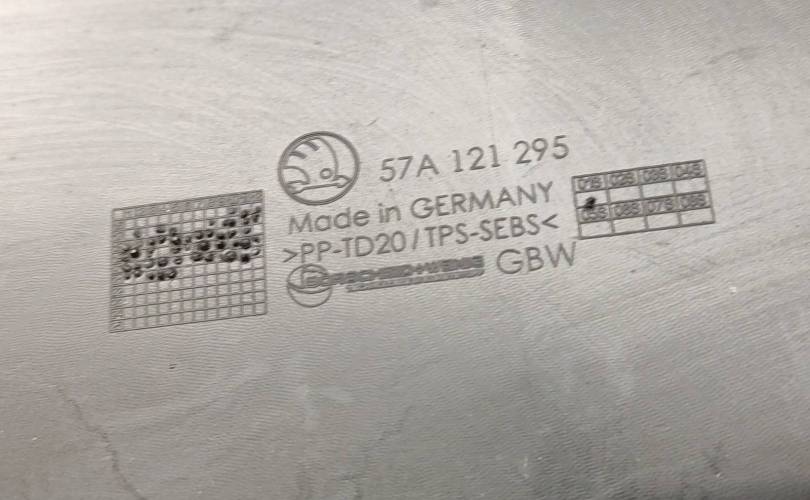 57A 121 295
Made in GERMANY
>PP-TD20/TPS-SEBS<
GBW